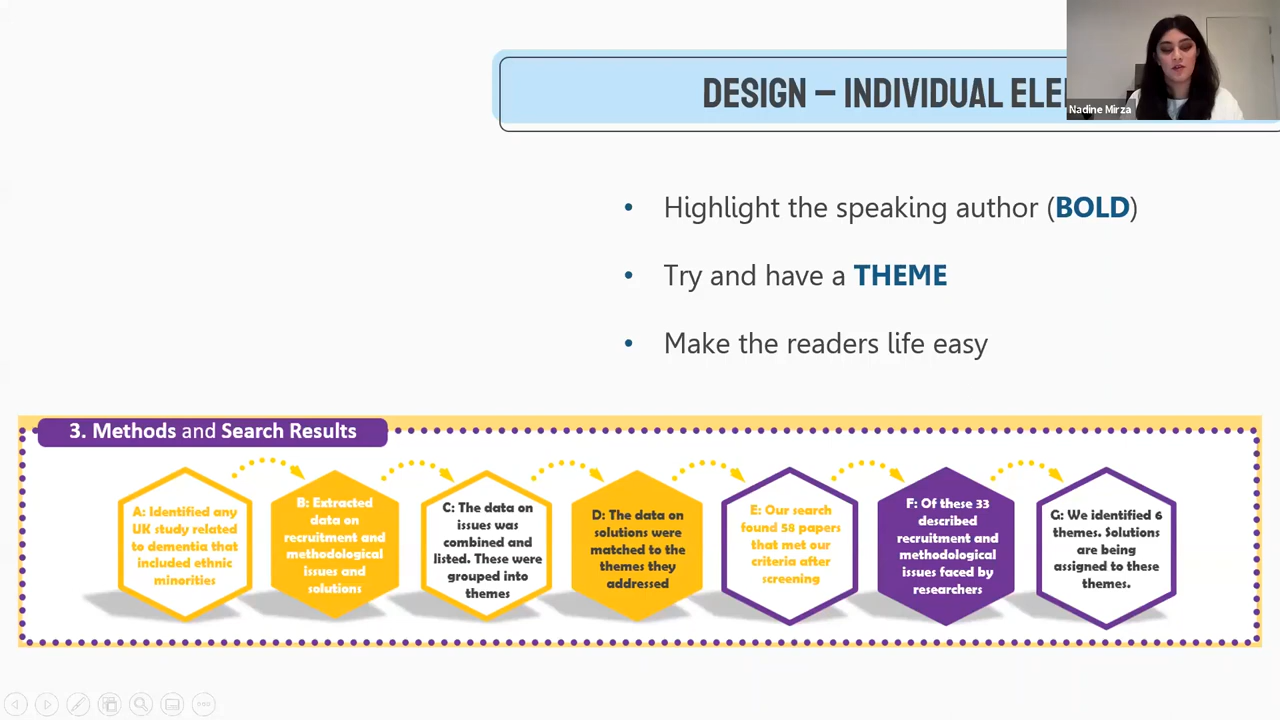 DESIGN – INDIVIDUAL
Nadine Mirza
• Highlight the speaking author (BOLD)
• Try and have a THEME
• Make the readers life easy
3. Methods and Search Results
A: Identified any
UK study related
to dementia that
included ethnic
minorities
B: Extracted
data on
recruitment and
methodological
issues and
solutions
C: The data on
issues was
combined and
listed. These were
grouped into
themes
D: The data on
solutions were
matched to the
themes they
addressed
E: Our search
found 58 papers
that met our
criteria after
screening
F: Of these 33
described
recruitment and
methodological
issues faced by
researchers
G: We identified 6
themes. Solutions
are being
assigned to these
themes.